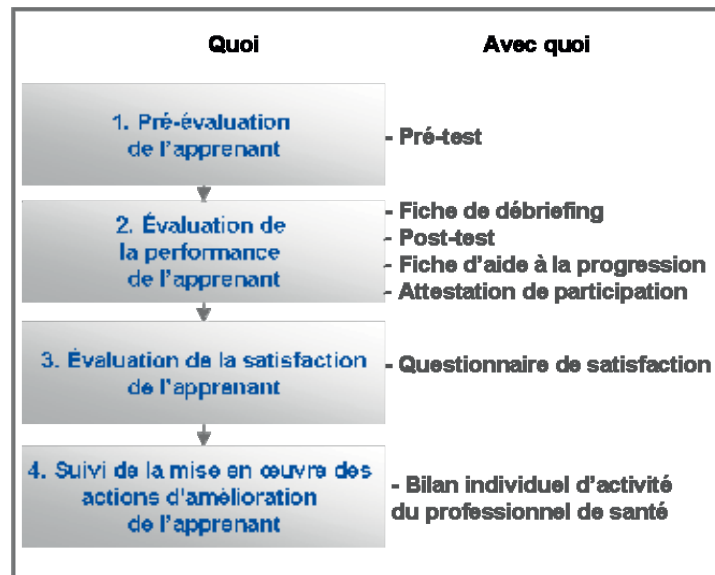 Quoi
Avec quoi
1. Pré-évaluation
de l'apprenant
- Pré-test
2. Évaluation de
la performance
de l'apprenant
- Fiche de débriefing
- Post-test
- Fiche d'aide à la progression
- Attestation de participation
3. Évaluation de la satisfaction
de l'apprenant
- Questionnaire de satisfaction
4. Suivi de la mise en œuvre des
actions d'amélioration
de l'apprenant
- Bilan individuel d'activité
du professionnel de santé